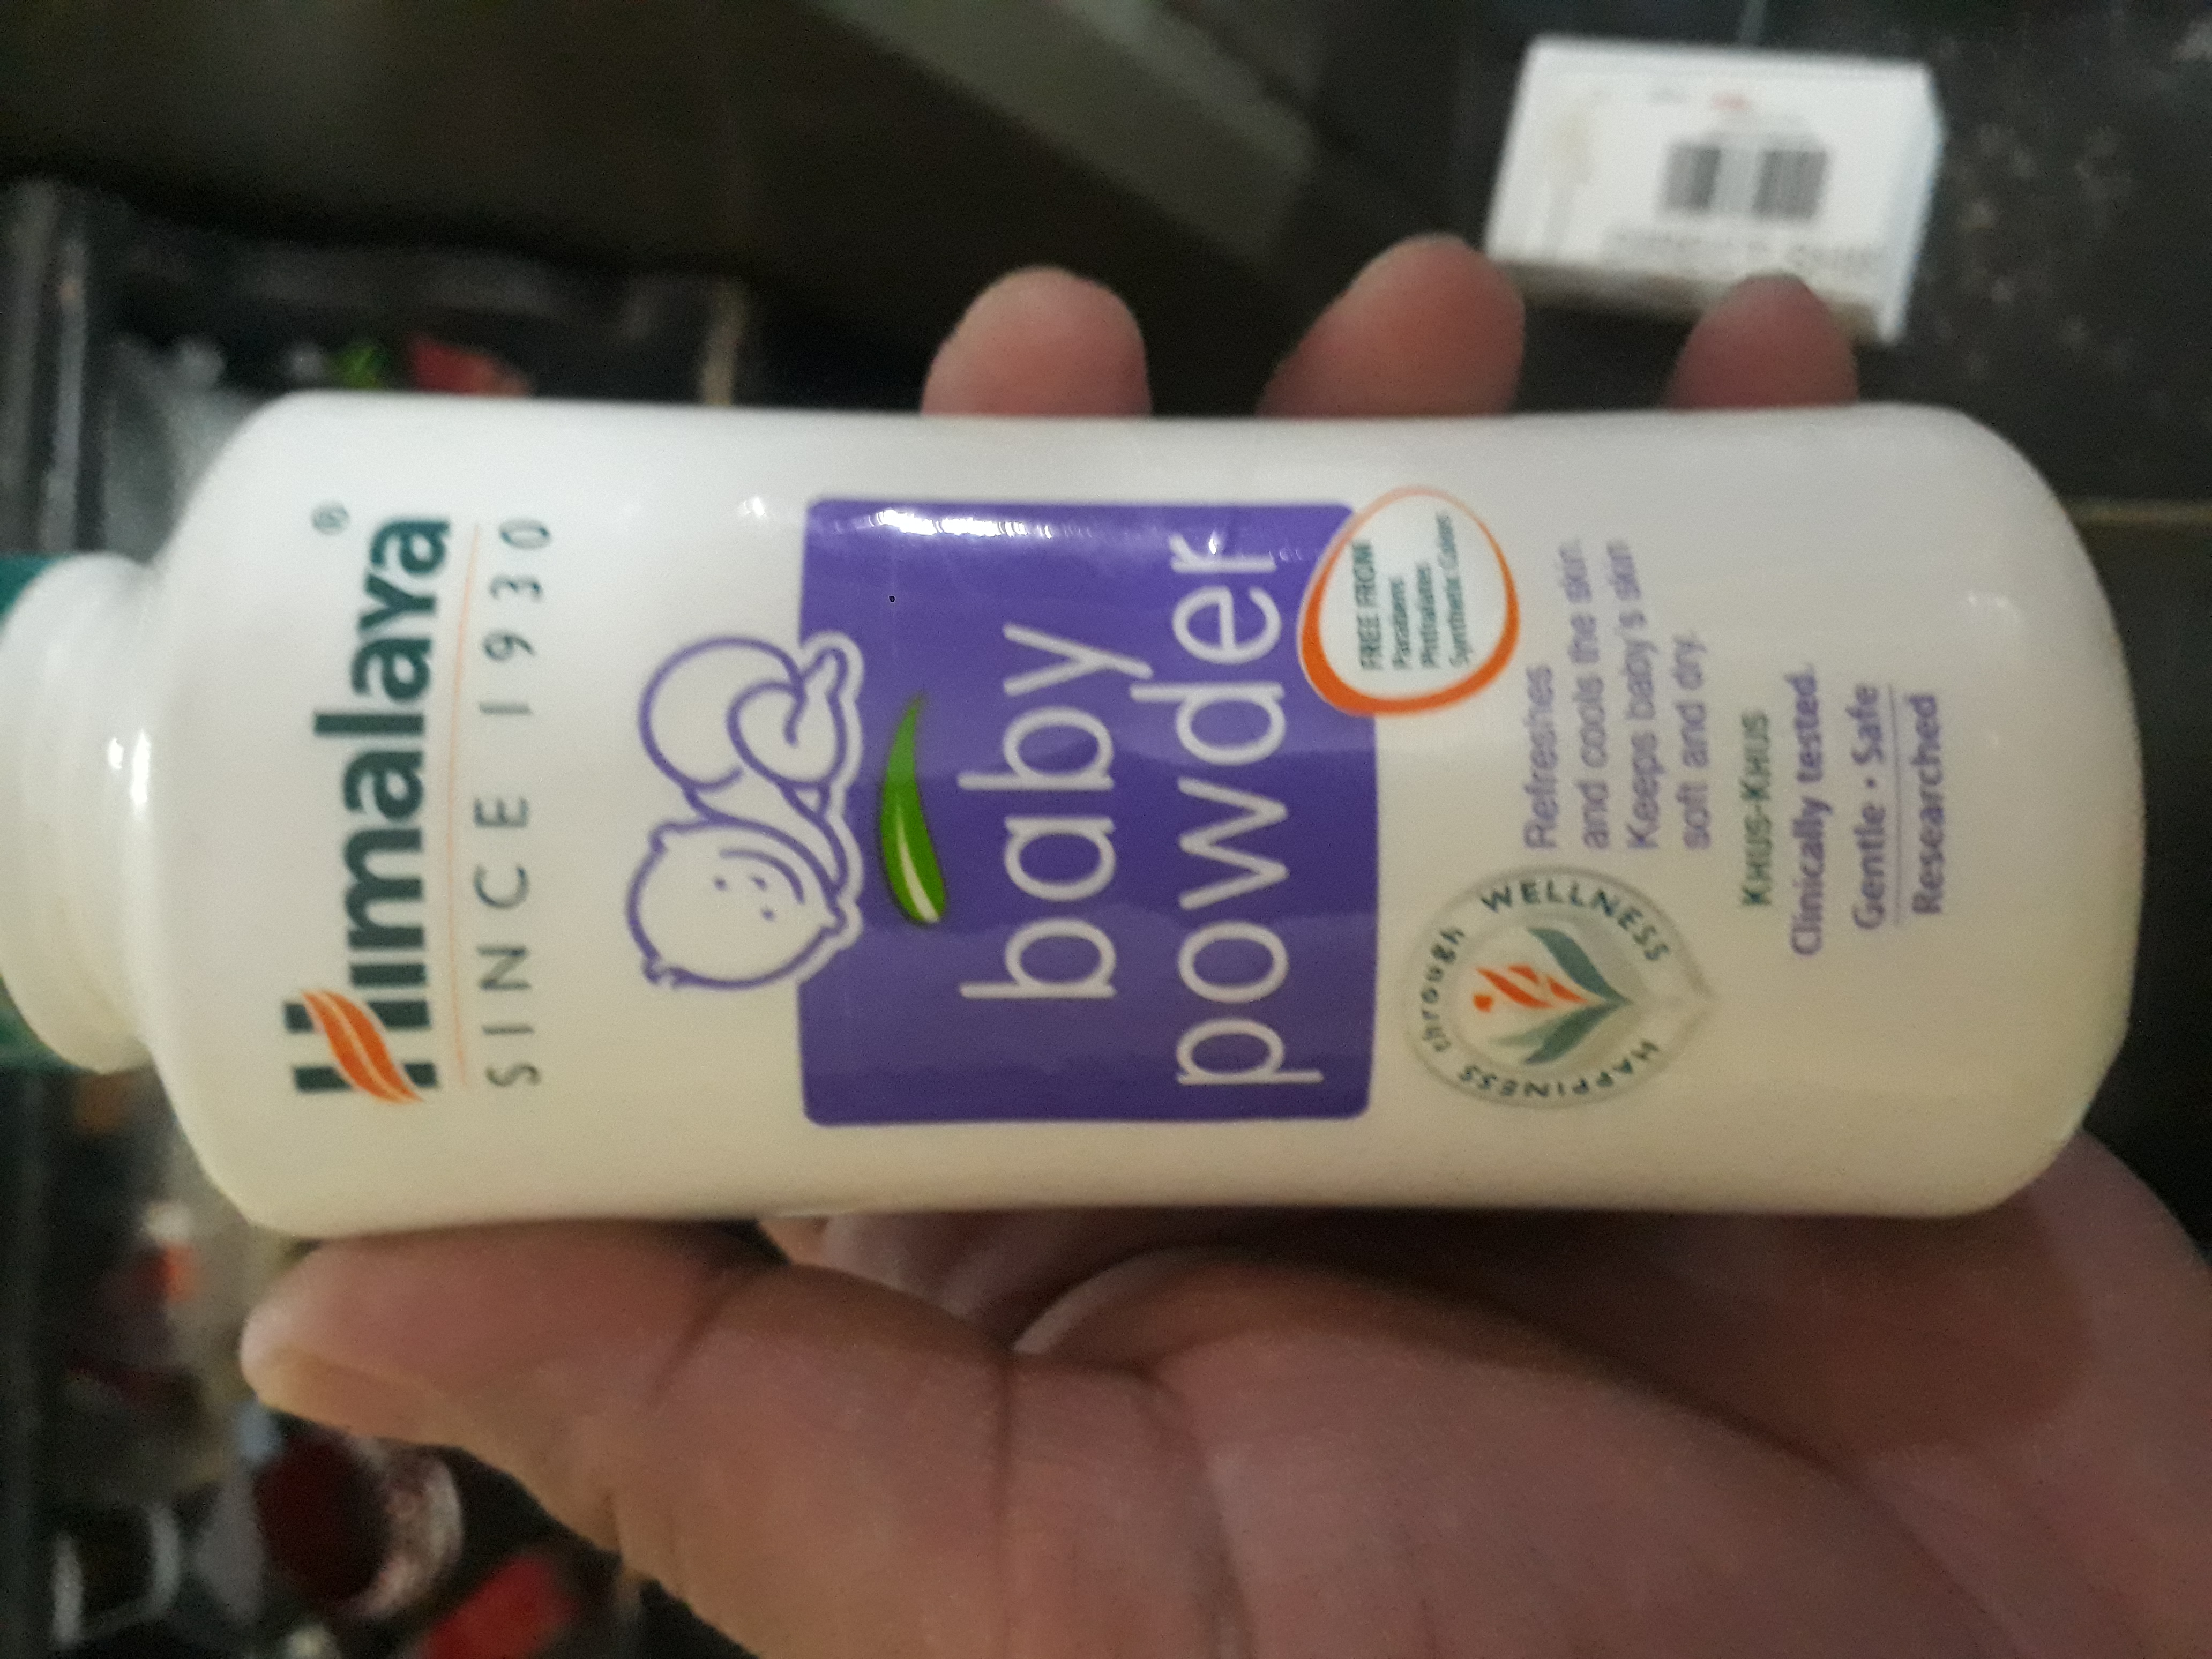 Himalaya®
SINCE 1930
baby
powder
FREE FROM
Parabens
Phthalates
Synthetic Color
Refreshes
and cools the skin.
Keeps baby's skin
soft and dry.
HAPPINESS through WELLNESS
KHUS-KHUS
Clinically tested.
Gentle • Safe
Researched